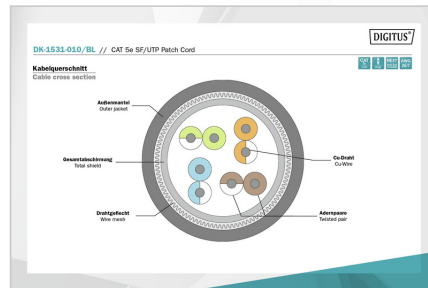 DIGITUS®
DK-1531-010/BL // CAT 5e SF/UTP Patch Cord
Kabelquerschnitt
Cable cross section
Außenmantel
Outer jacket
Gesamtabschirmung
Total shield
Cu-Draht
Cu-Wire
Drahtgeflecht
Wire mesh
Adernpaare
Twisted pair